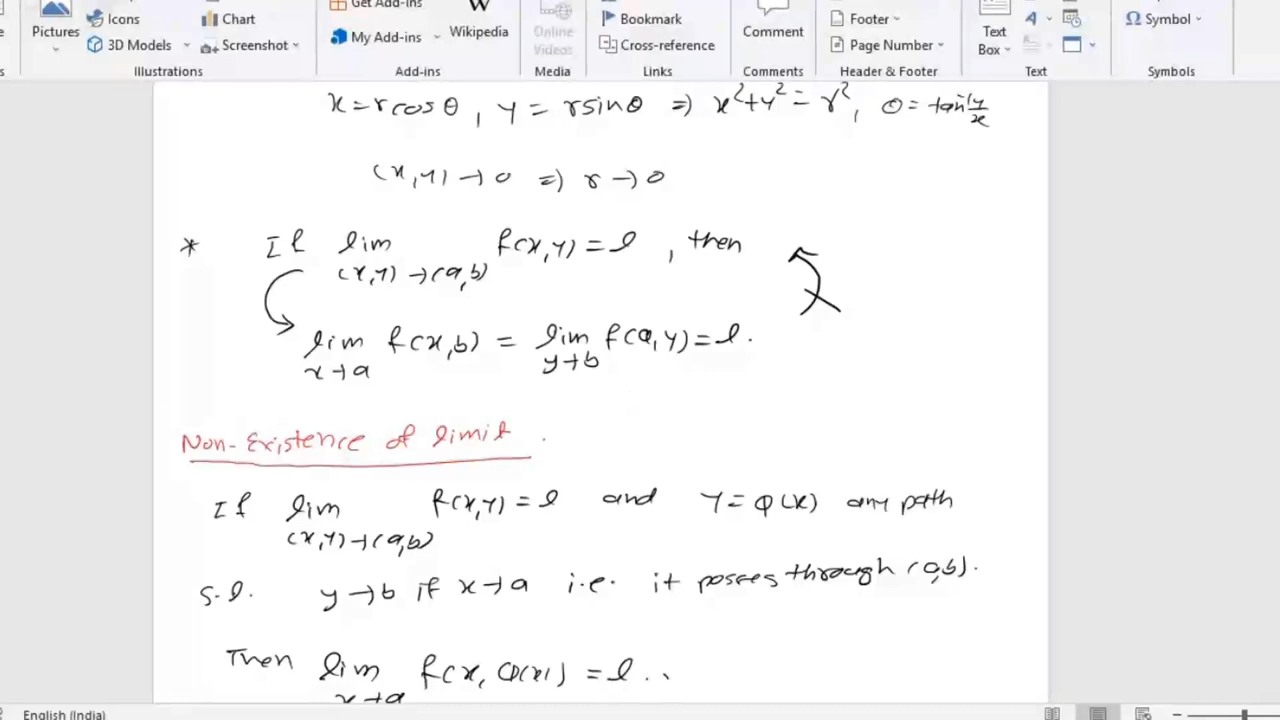 Get Add-ins W
Pictures Icons Chart My Add-ins Wikipedia Online Videos Bookmark Comment Footer Text Box Symbol
3D Models Screenshot Cross-reference Page Number
Illustrations Add-ins Media Links Comments Header & Footer Text Symbols
x = r cos θ, y = r sin θ ⇒ x² + y² = r², θ = tan⁻¹ y/x
(x, y) → 0 ⇒ r → 0
* If lim f(x, y) = l, then
(x, y) → (a, b)
lim f(x, b) = lim f(a, y) = l.
x → a y → b
Non-Existence of limit.
If lim f(x, y) = l and y = φ(x) any path
(x, y) → (a, b)
s.t. y → b if x → a i.e. it posses through (a, b).
Then lim f(x, φ(x)) = l..
x → a
English (India)